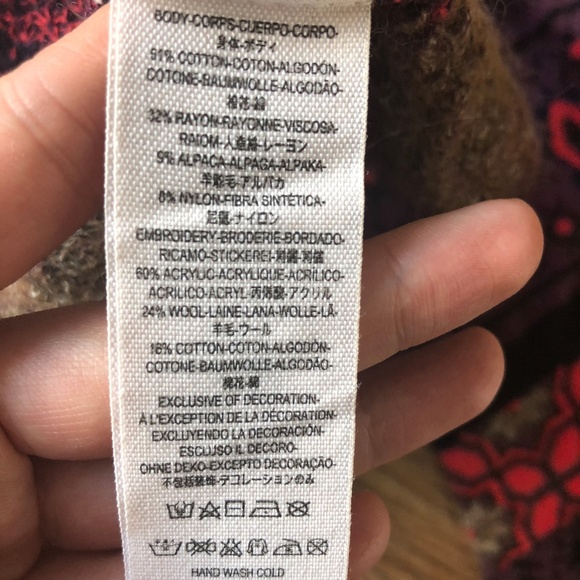 BODY-CORPS-CUERPO-CORPO-
身体-ボディ
51% COTTON-COTON-ALGODÓN-
COTONE-BAUMWOLLE-ALGODÃO-
棉花-綿
32% RAYON-RAYONNE-VISCOSA-
RAIOM-人造絲-レーヨン
9% ALPACA-ALPAGA-ALPAKA-
羊駝毛-アルパカ
8% NYLON-FIBRA SINTÉTICA-
尼龍-ナイロン
EMBROIDERY-BRODERIE-BORDADO-
RICAMO-STICKEREI-刺繡-刺繍
60% ACRYLIC-ACRYLIQUE-ACRÍLICO-
ACRILICO-ACRYL-丙烯酸-アクリル
24% WOOL-LAINE-LANA-WOLLE-LÃ-
羊毛-ウール
16% COTTON-COTON-ALGODÓN-
COTONE-BAUMWOLLE-ALGODÃO-
棉花-綿
EXCLUSIVE OF DECORATION-
À L'EXCEPTION DE LA DÉCORATION-
EXCLUYENDO LA DECORACIÓN-
ESCLUSO IL DECORO-
OHNE DEKO-EXCEPTO DECORAÇÃO-
不包括裝飾-デコレーションのみ
HAND WASH COLD